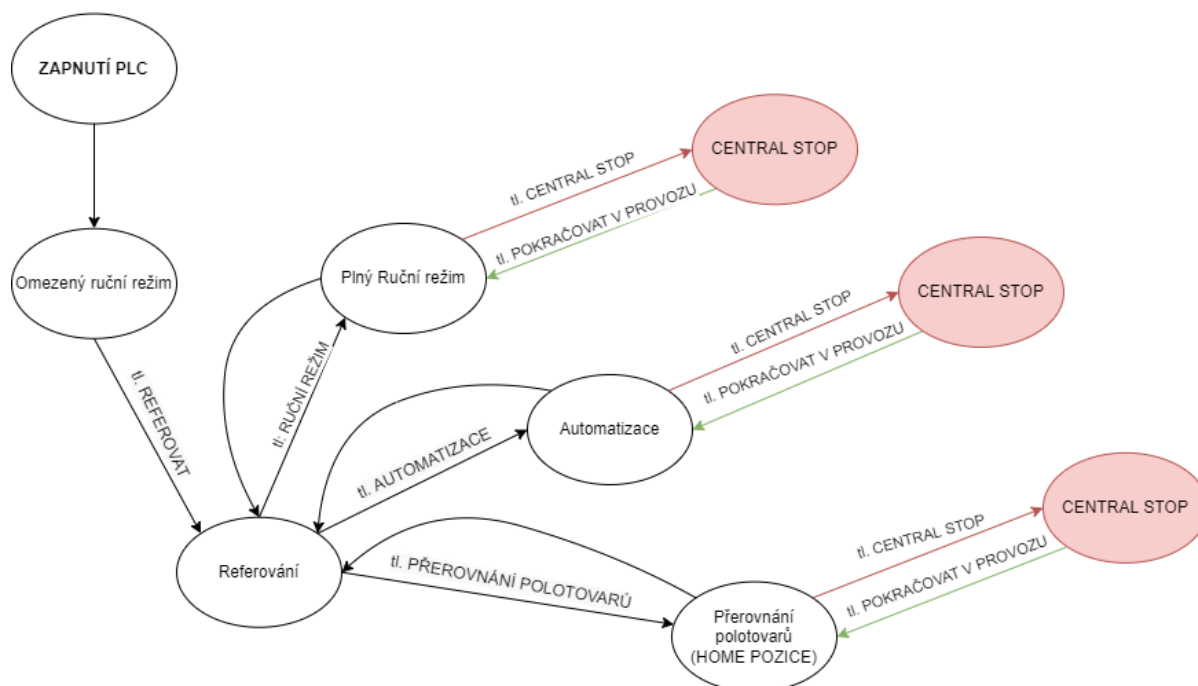 ZAPNUTÍ PLC
CENTRAL STOP
tl. CENTRAL STOP
tl. POKRAČOVAT V PROVOZU
Omezený ruční režim
Plný Ruční režim
CENTRAL STOP
tl. CENTRAL STOP
tl. POKRAČOVAT V PROVOZU
tl. REFEROVAT
tl: RUČNÍ REŽIM
Automatizace
tl. AUTOMATIZACE
CENTRAL STOP
tl. CENTRAL STOP
tl. POKRAČOVAT V PROVOZU
Referování
tl. PŘEROVNÁNÍ POLOTOVARŮ
Přerovnání
polotovarů
(HOME POZICE)